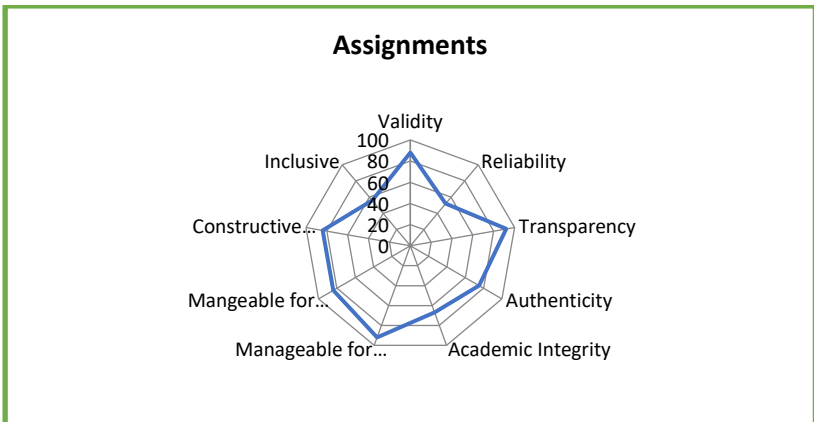 Assignments
Validity
100
Inclusive
80
Reliability
60
40
Constructive...
20
Transparency
0
Mangeable for...
Authenticity
Manageable for...
Academic Integrity